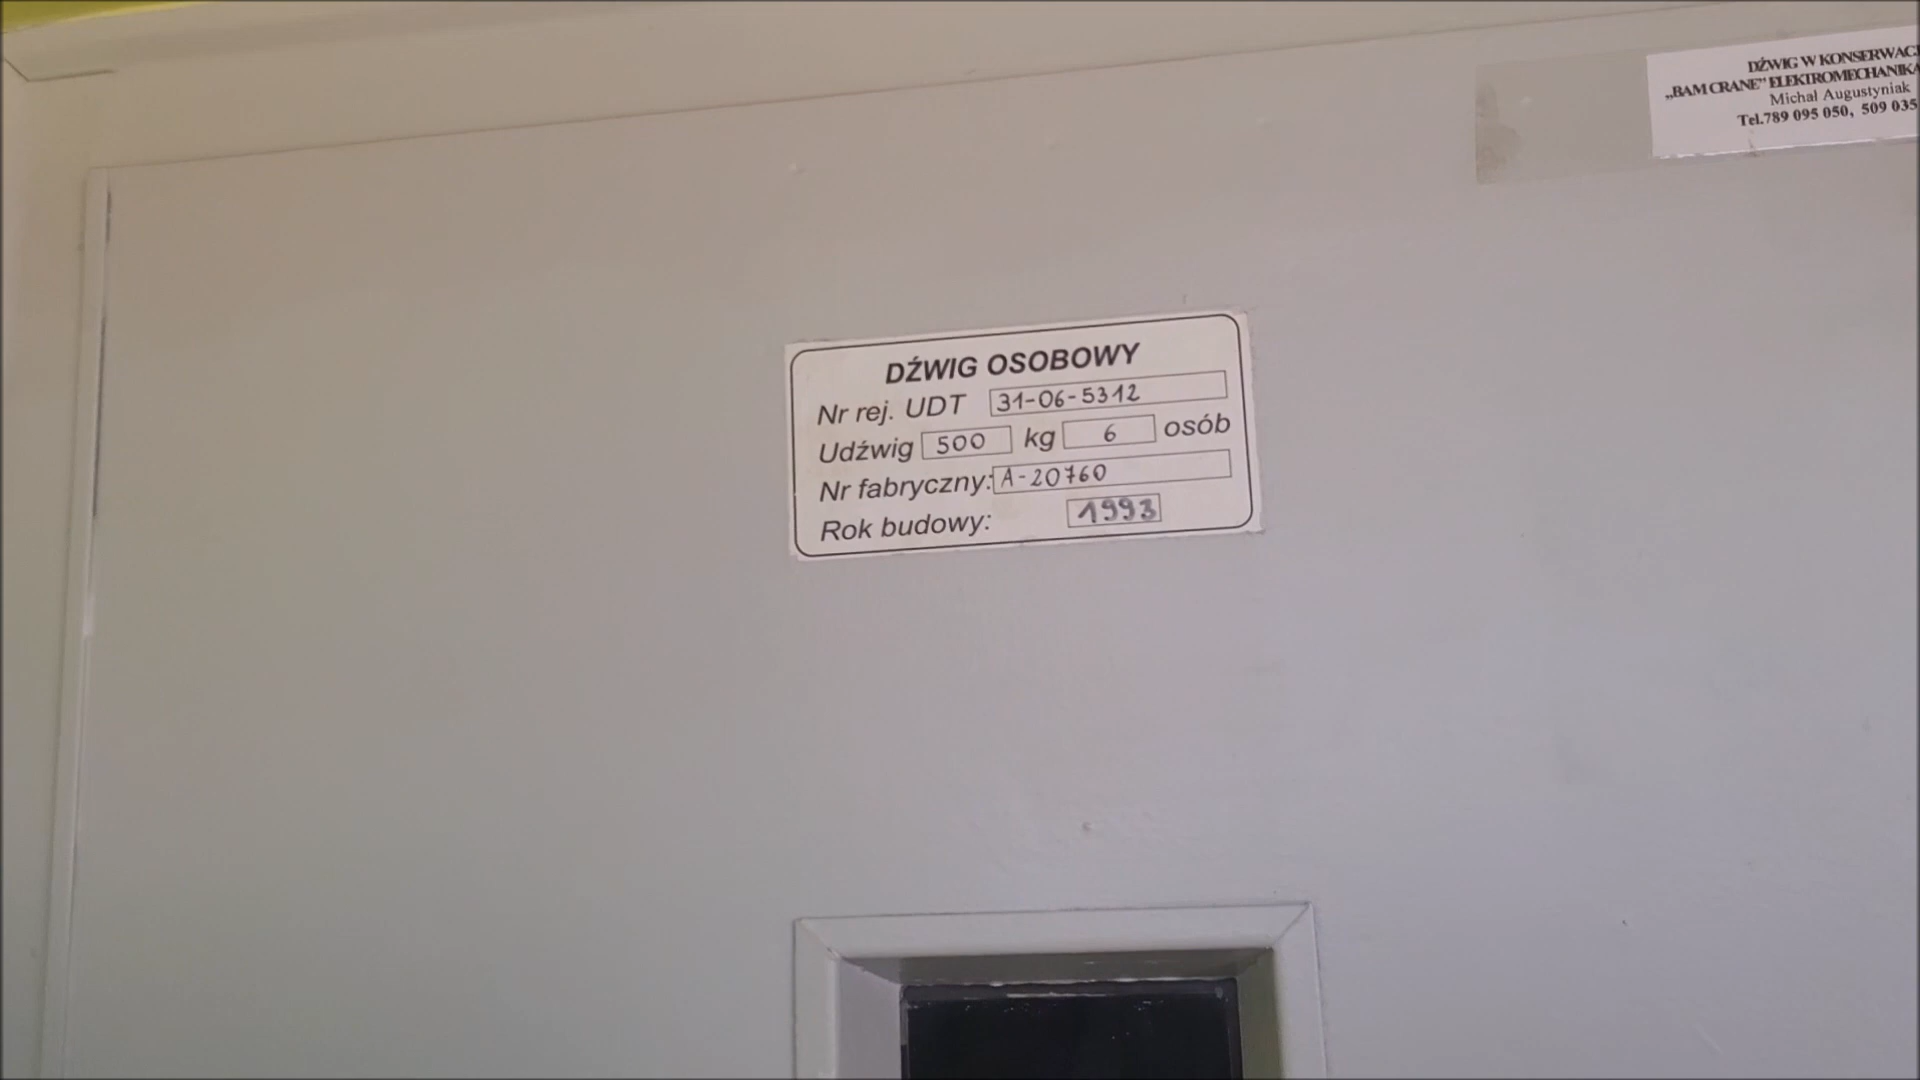 DŹWIG W KONSERWACJ
„BAM CRANE” ELEKTROMECHANIKA
Michał Augustyniak
Tel.789 095 050, 509 035
DŹWIG OSOBOWY
Nr rej. UDT 31-06-5312
Udźwig 500 kg 6 osób
Nr fabryczny: A-20760
Rok budowy: 1993